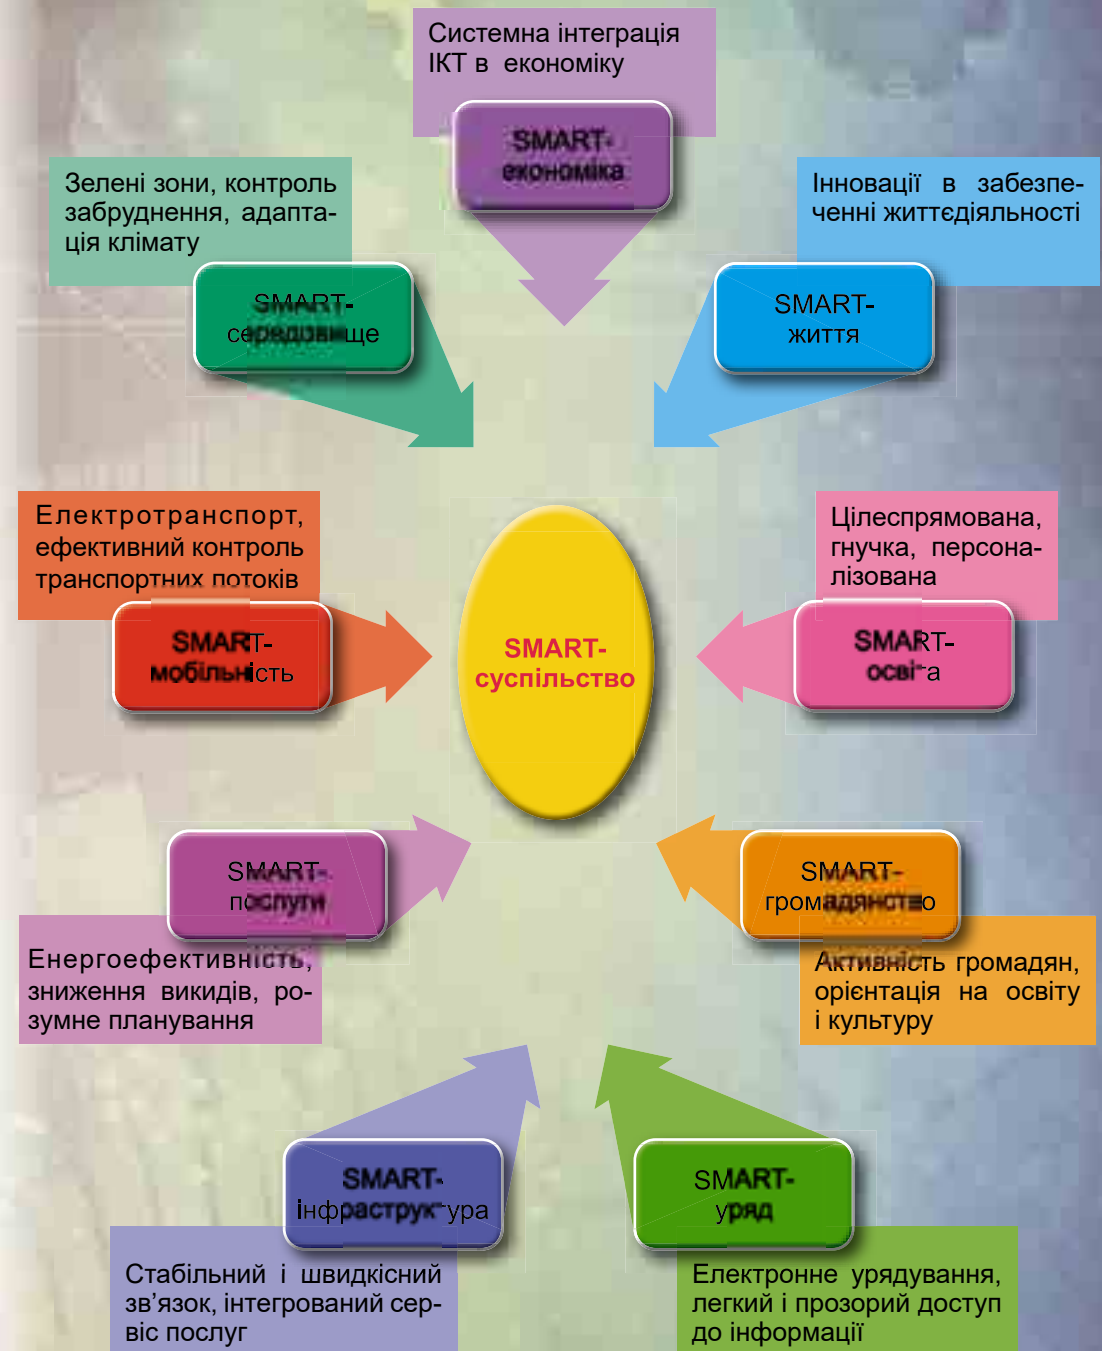 Системна інтеграція
ІКТ в економіку
SMART-
економіка
Зелені зони, контроль
забруднення, адапта-
ція клімату
SMART-
середовище
Інновації в забезпе-
ченні життєдіяльності
SMART-
життя
Електротранспорт,
ефективний контроль
транспортних потоків
SMART-
мобільність
SMART-
суспільство
Цілеспрямована,
гнучка, персона-
лізована
SMART-
освіта
SMART-
послуги
Енергоефективність,
зниження викидів, ро-
зумне планування
SMART-
громадянство
Активність громадян,
орієнтація на освіту
і культуру
SMART-
інфраструктура
Стабільний і швидкісний
зв’язок, інтегрований сер-
віс послуг
SMART-
уряд
Електронне урядування,
легкий і прозорий доступ
до інформації